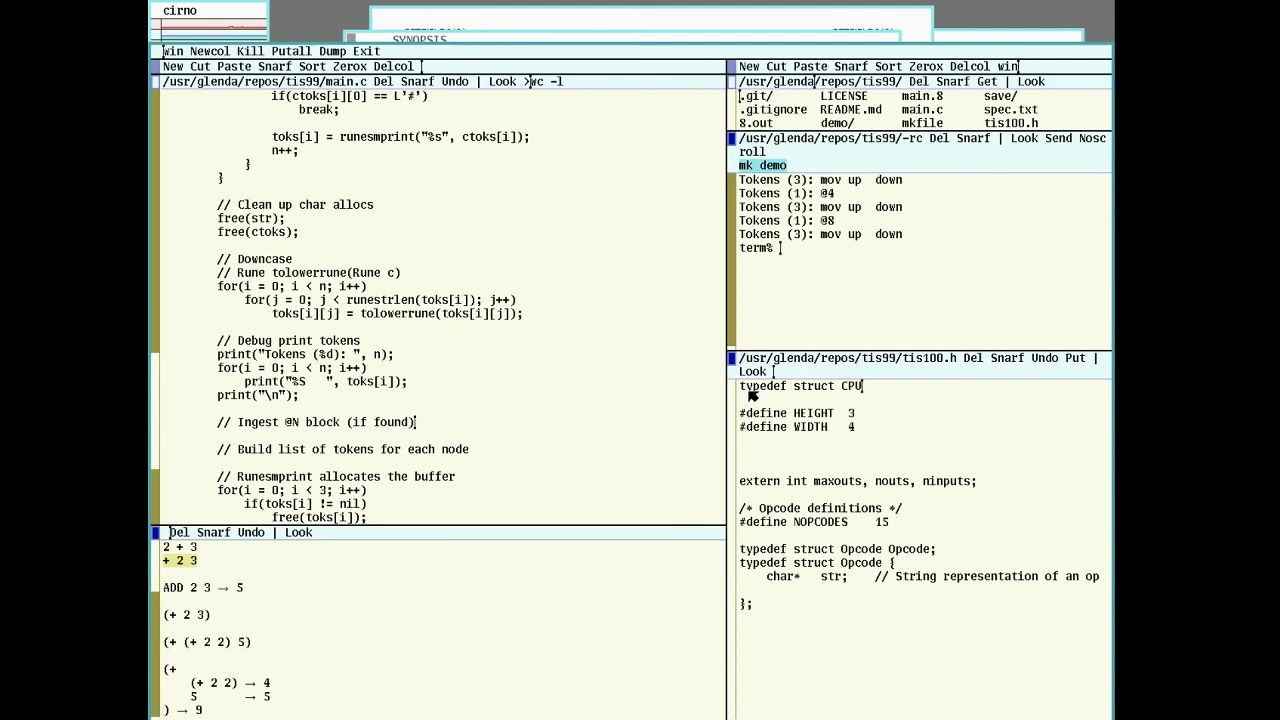 cirno
SYNOPSIS
Win Newcol Kill Putall Dump Exit
New Cut Paste Snarf Sort Zerox Delcol
/usr/glenda/repos/tis99/main.c Del Snarf Undo | Look >wc -l
if(ctoks[i][0] == L'#')
break;
toks[i] = runesmprint("%s", ctoks[i]);
n++;
}
}
// Clean up char allocs
free(str);
free(ctoks);
// Downcase
// Rune tolowerrune(Rune c)
for(i = 0; i < n; i++)
for(j = 0; j < runestrlen(toks[i]); j++)
toks[i][j] = tolowerrune(toks[i][j]);
// Debug print tokens
print("Tokens (%d): ", n);
for(i = 0; i < n; i++)
print("%S   ", toks[i]);
print("\n");
// Ingest @N block (if found)
// Build list of tokens for each node
// Runesmprint allocates the buffer
for(i = 0; i < 3; i++)
if(toks[i] != nil)
free(toks[i]);
Del Snarf Undo | Look
2 + 3
+ 2 3
ADD 2 3 → 5
(+ 2 3)
(+ (+ 2 2) 5)
(+
(+ 2 2) → 4
5 → 5
) → 9
New Cut Paste Snarf Sort Zerox Delcol win
/usr/glenda/repos/tis99/ Del Snarf Get | Look
.git/ LICENSE main.8 save/
.gitignore README.md main.c spec.txt
8.out demo/ mkfile tis100.h
/usr/glenda/repos/tis99/-rc Del Snarf | Look Send Nosc
roll
mk demo
Tokens (3): mov up  down
Tokens (1): @4
Tokens (3): mov up  down
Tokens (1): @8
Tokens (3): mov up  down
term%
/usr/glenda/repos/tis99/tis100.h Del Snarf Undo Put |
Look
typedef struct CPU
#define HEIGHT 3
#define WIDTH 4
extern int maxouts, nouts, ninputs;
/* Opcode definitions */
#define NOPCODES 15
typedef struct Opcode Opcode;
typedef struct Opcode {
char* str; // String representation of an op
};